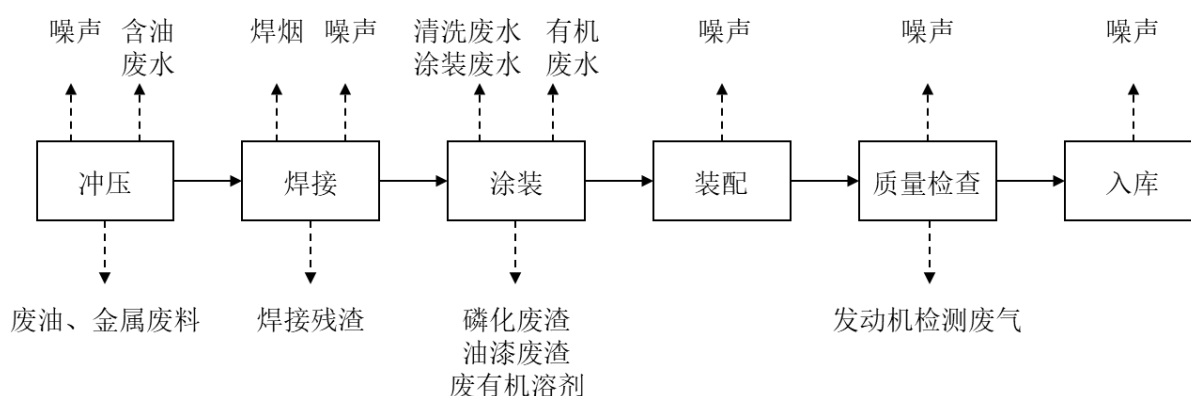 噪声
含油
废水
焊烟
噪声
清洗废水
涂装废水
有机
废水
噪声
噪声
噪声
冲压
焊接
涂装
装配
质量检查
入库
废油、金属废料
焊接残渣
磷化废渣
油漆废渣
废有机溶剂
发动机检测废气